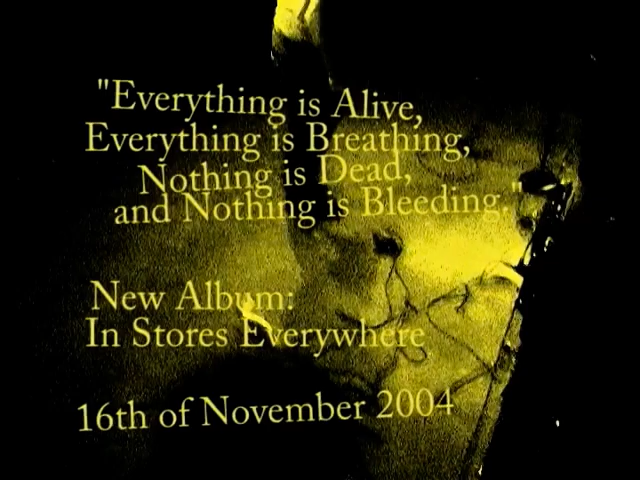 "Everything is Alive,
Everything is Breathing,
Nothing is Dead,
and Nothing is Bleeding."
New Album:
In Stores Everywhere
16th of November 2004